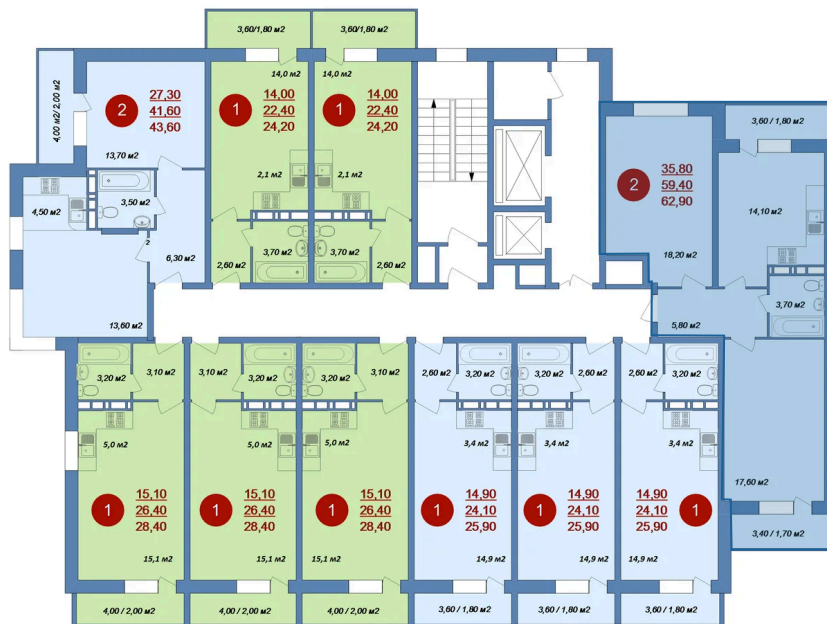 3,60/1,80 м2
3,60/1,80 м2
4,00 м2/ 2,00 м2
2
27,30
41,60
43,60
13,70 м2
14,0 м2
1
14,00
22,40
24,20
2,1 м2
14,0 м2
1
14,00
22,40
24,20
2,1 м2
3,60 / 1,80 м2
2
35,80
59,40
62,90
18,20 м2
14,10 м2
4,50 м2
3,50 м2
2
6,30 м2
13,60 м2
2,60 м2
3,70 м2
3,70 м2
2,60 м2
5,80 м2
3,70 м2
17,60 м2
3,40 / 1,70 м2
3,20 м2
3,10 м2
3,10 м2
3,20 м2
3,20 м2
3,10 м2
2,60 м2
3,20 м2
3,20 м2
2,60 м2
2,60 м2
3,20 м2
5,0 м2
5,0 м2
5,0 м2
3,4 м2
3,4 м2
3,4 м2
1
15,10
26,40
28,40
15,1 м2
1
15,10
26,40
28,40
15,1 м2
1
15,10
26,40
28,40
15,1 м2
1
14,90
24,10
25,90
14,9 м2
1
14,90
24,10
25,90
14,9 м2
14,90
24,10
25,90
1
14,9 м2
4,00 / 2,00 м2
4,00 / 2,00 м2
4,00 / 2,00 м2
3,60 / 1,80 м2
3,60 / 1,80 м2
3,60 / 1,80 м2